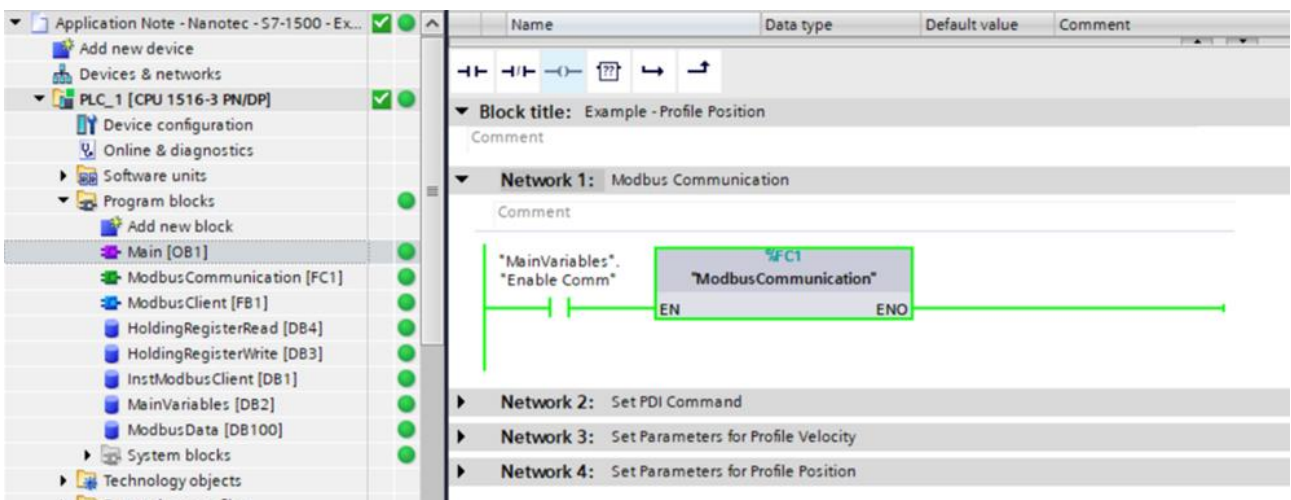 Application Note - Nanotec - S7-1500 - Ex...
Add new device
Devices & networks
PLC_1 [CPU 1516-3 PN/DP]
Device configuration
Online & diagnostics
Software units
Program blocks
Add new block
Main [OB1]
ModbusCommunication [FC1]
ModbusClient [FB1]
HoldingRegisterRead [DB4]
HoldingRegisterWrite [DB3]
InstModbusClient [DB1]
MainVariables [DB2]
ModbusData [DB100]
System blocks
Technology objects
Name Data type Default value Comment
??
Block title: Example - Profile Position
Comment
Network 1: Modbus Communication
Comment
"MainVariables".
"Enable Comm"
%FC1
"ModbusCommunication"
EN ENO
Network 2: Set PDI Command
Network 3: Set Parameters for Profile Velocity
Network 4: Set Parameters for Profile Position